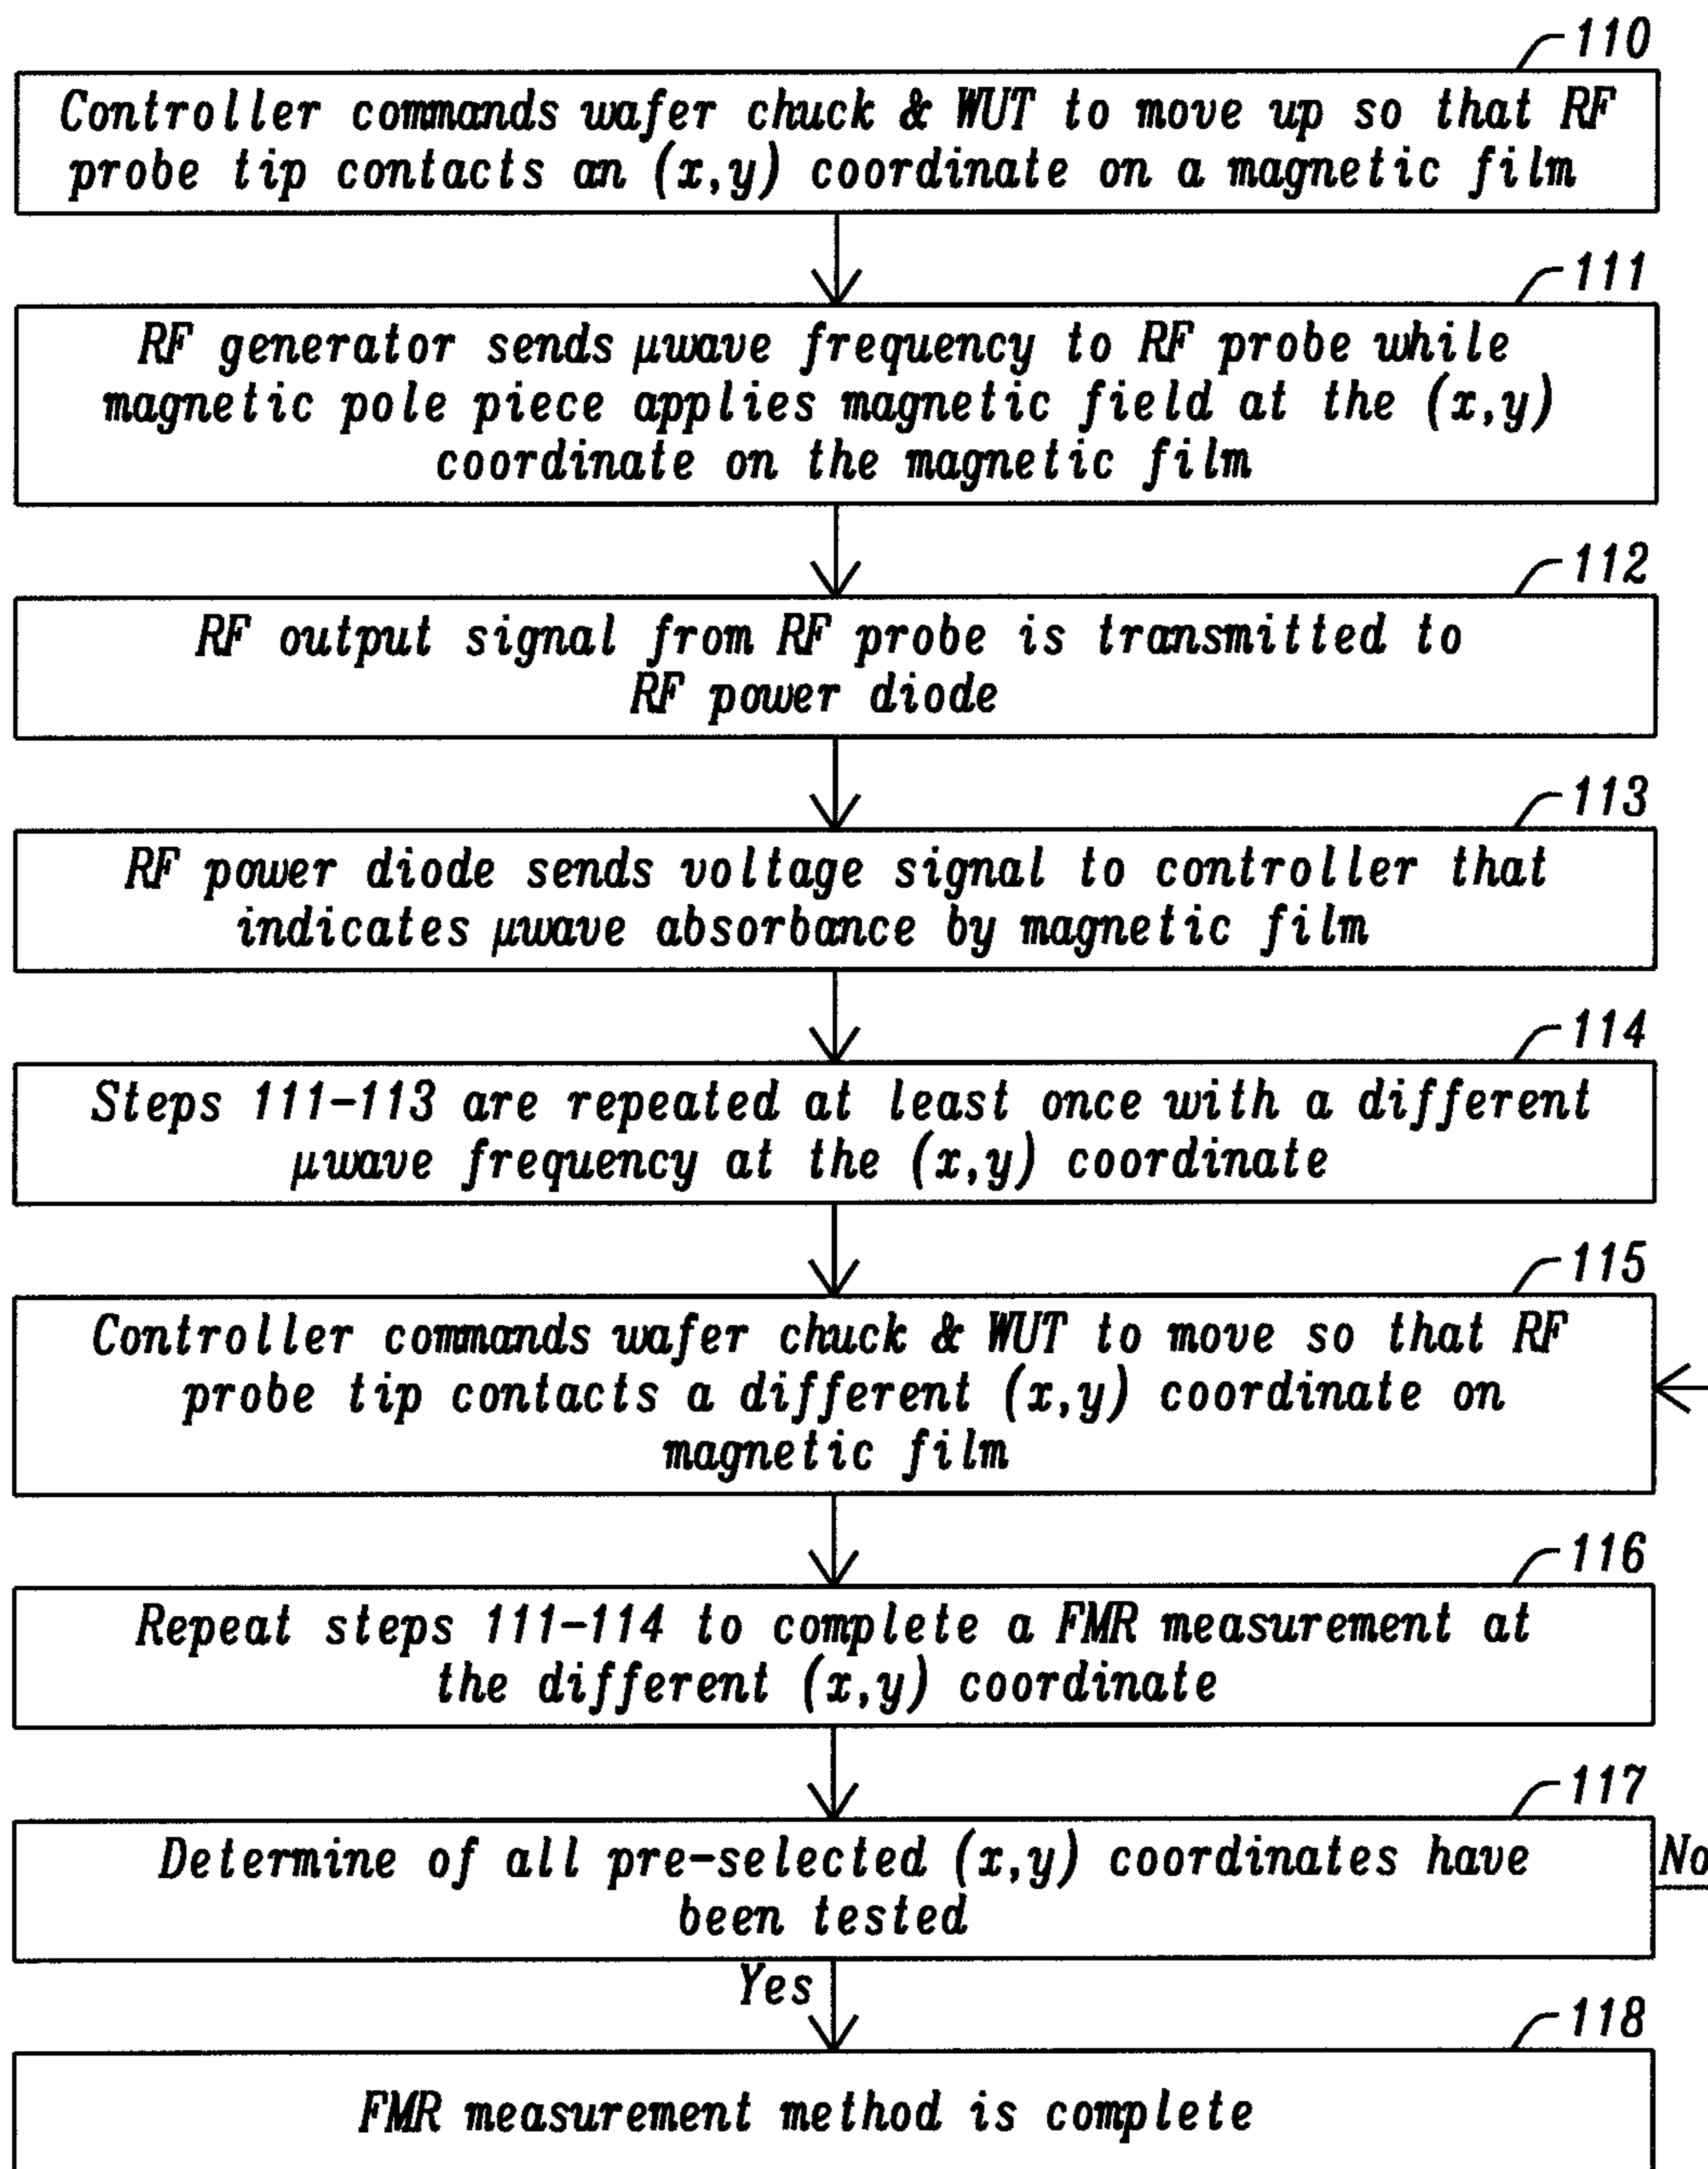 110
Controller commands wafer chuck & WUT to move up so that RF
probe tip contacts an (x,y) coordinate on a magnetic film
111
RF generator sends μwave frequency to RF probe while
magnetic pole piece applies magnetic field at the (x,y)
coordinate on the magnetic film
112
RF output signal from RF probe is transmitted to
RF power diode
113
RF power diode sends voltage signal to controller that
indicates μwave absorbance by magnetic film
114
Steps 111-113 are repeated at least once with a different
μwave frequency at the (x,y) coordinate
115
Controller commands wafer chuck & WUT to move so that RF
probe tip contacts a different (x,y) coordinate on
magnetic film
116
Repeat steps 111-114 to complete a FMR measurement at
the different (x,y) coordinate
117
Determine of all pre-selected (x,y) coordinates have
been tested
No
Yes
118
FMR measurement method is complete